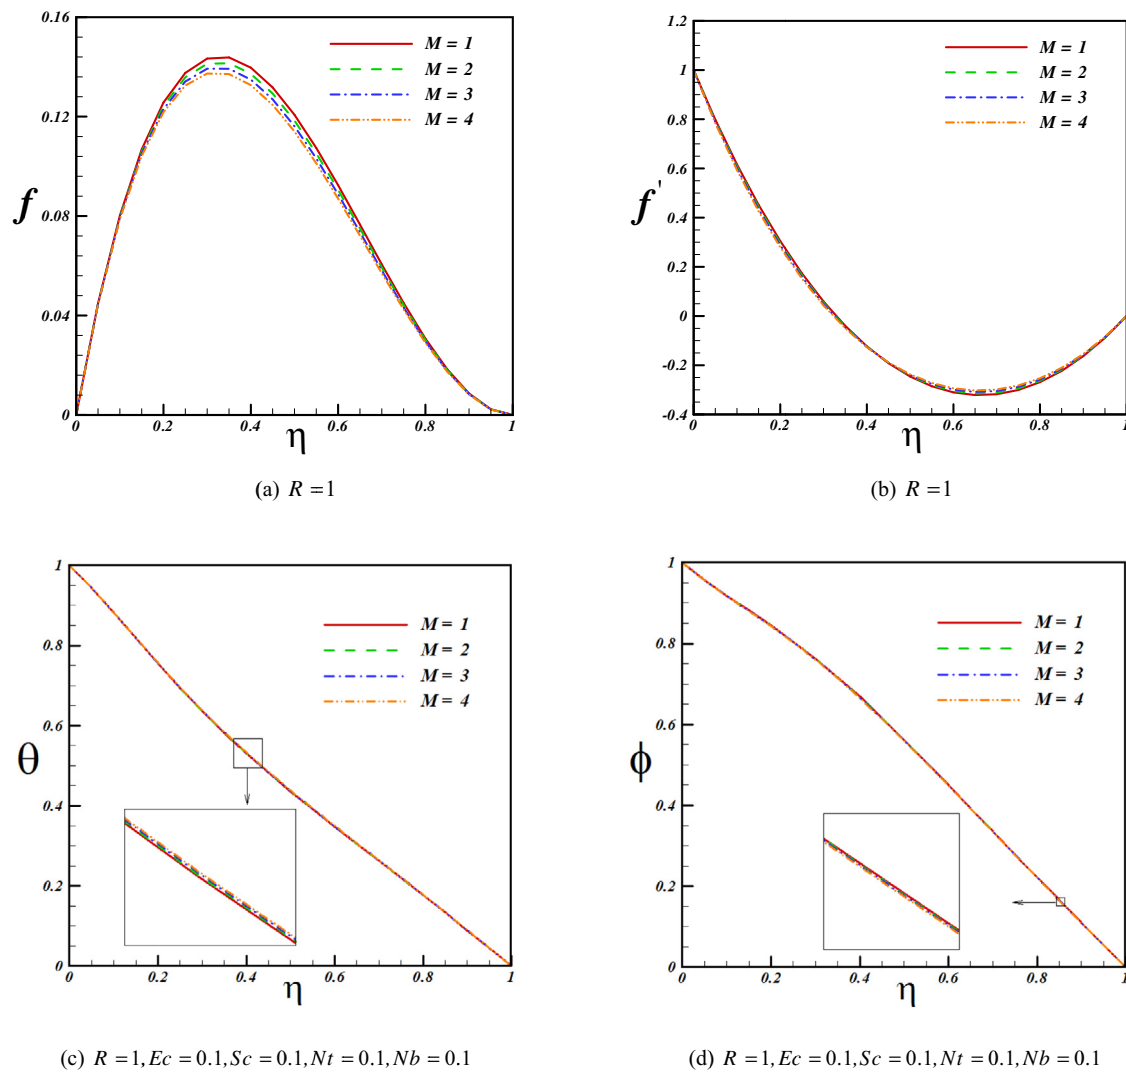 0.16
M = 1
M = 2
M = 3
M = 4
0.12
f
0.08
0.04
0
0 0.2 0.4 0.6 0.8 1
η
(a) R = 1
1.2
M = 1
M = 2
M = 3
M = 4
1
0.8
0.6
f'
0.4
0.2
0
-0.2
-0.4
0 0.2 0.4 0.6 0.8 1
η
(b) R = 1
1
M = 1
M = 2
M = 3
M = 4
0.8
0.6
θ
0.4
0.2
0
0 0.2 0.4 0.6 0.8 1
η
(c) R = 1, Ec = 0.1, Sc = 0.1, Nt = 0.1, Nb = 0.1
1
M = 1
M = 2
M = 3
M = 4
0.8
0.6
ϕ
0.4
0.2
0
0 0.2 0.4 0.6 0.8 1
η
(d) R = 1, Ec = 0.1, Sc = 0.1, Nt = 0.1, Nb = 0.1